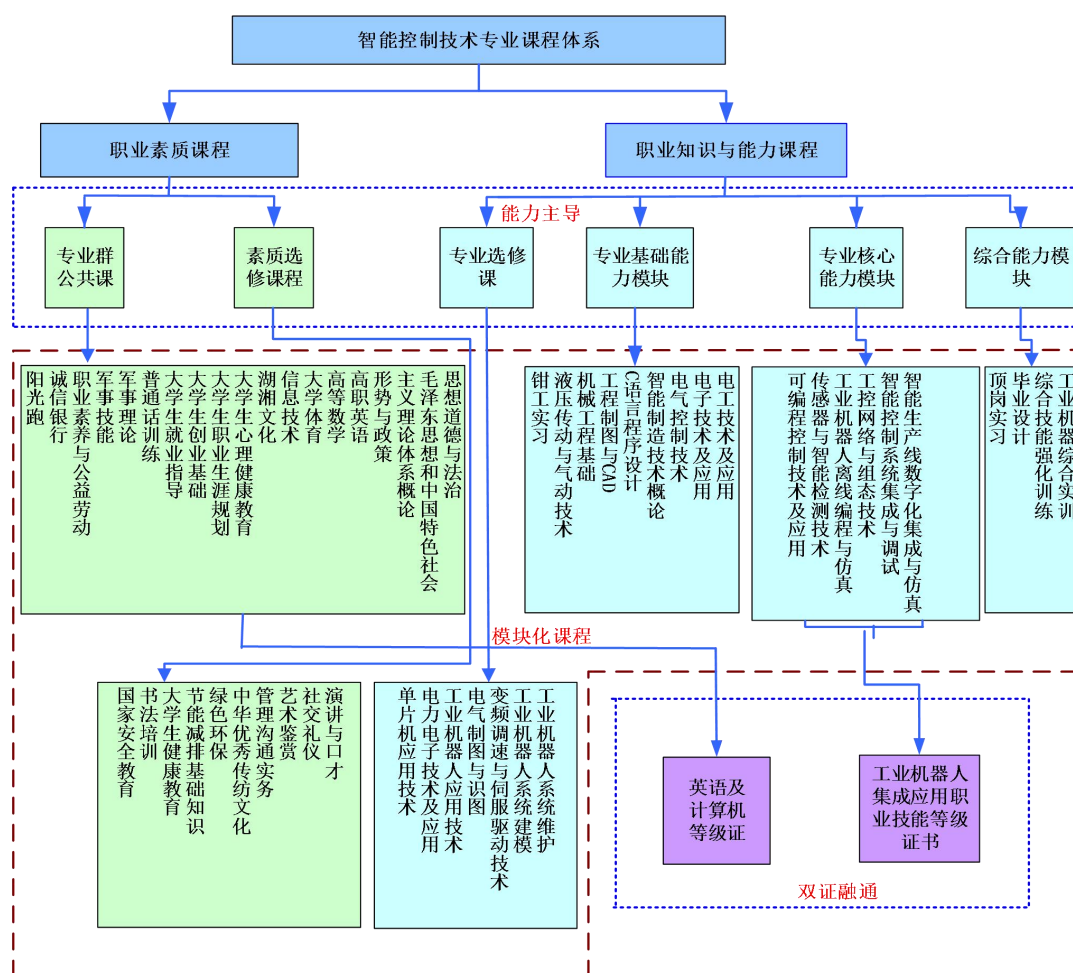 智能控制技术专业课程体系
职业素质课程
职业知识与能力课程
能力主导
专业群
公共课
素质选
修课程
专业选修
课
专业基础能
力模块
专业核心
能力模块
综合能力模
块
思想道德与法治
毛泽东思想和中国特色社会
主义理论体系概论
形势与政策
高职英语
高等数学
大学体育
信息技术
湖湘文化
大学生心理健康教育
大学生职业生涯规划
大学生创业基础
大学生就业指导
普通话训练
军事理论
军事技能
职业素养与公益劳动
诚信银行
阳光跑
电工技术及应用
电子技术及应用
电气控制技术
智能制造技术概论
C语言程序设计
工程制图与CAD
机械工程基础
液压传动与气动技术
钳工实习
智能生产线数字化集成与仿真
智能控制系统集成与调试
工控网络与组态技术
工业机器人离线编程与仿真
传感器与智能检测技术
可编程控制技术及应用
工业机器人综合实训
综合技能强化训练
毕业设计
顶岗实习
模块化课程
演讲与口才
社交礼仪
艺术鉴赏
管理沟通实务
中华优秀传纺文化
绿色环保
节能减排基础知识
大学生健康教育
书法培训
国家安全教育
工业机器人系统维护
工业机器人系统建模
变频调速与伺服驱动技术
电气制图与识图
工业机器人应用技术
电力电子技术及应用
单片机应用技术
英语及
计算机
等级证
工业机器人
集成应用职
业技能等级
证书
双证融通